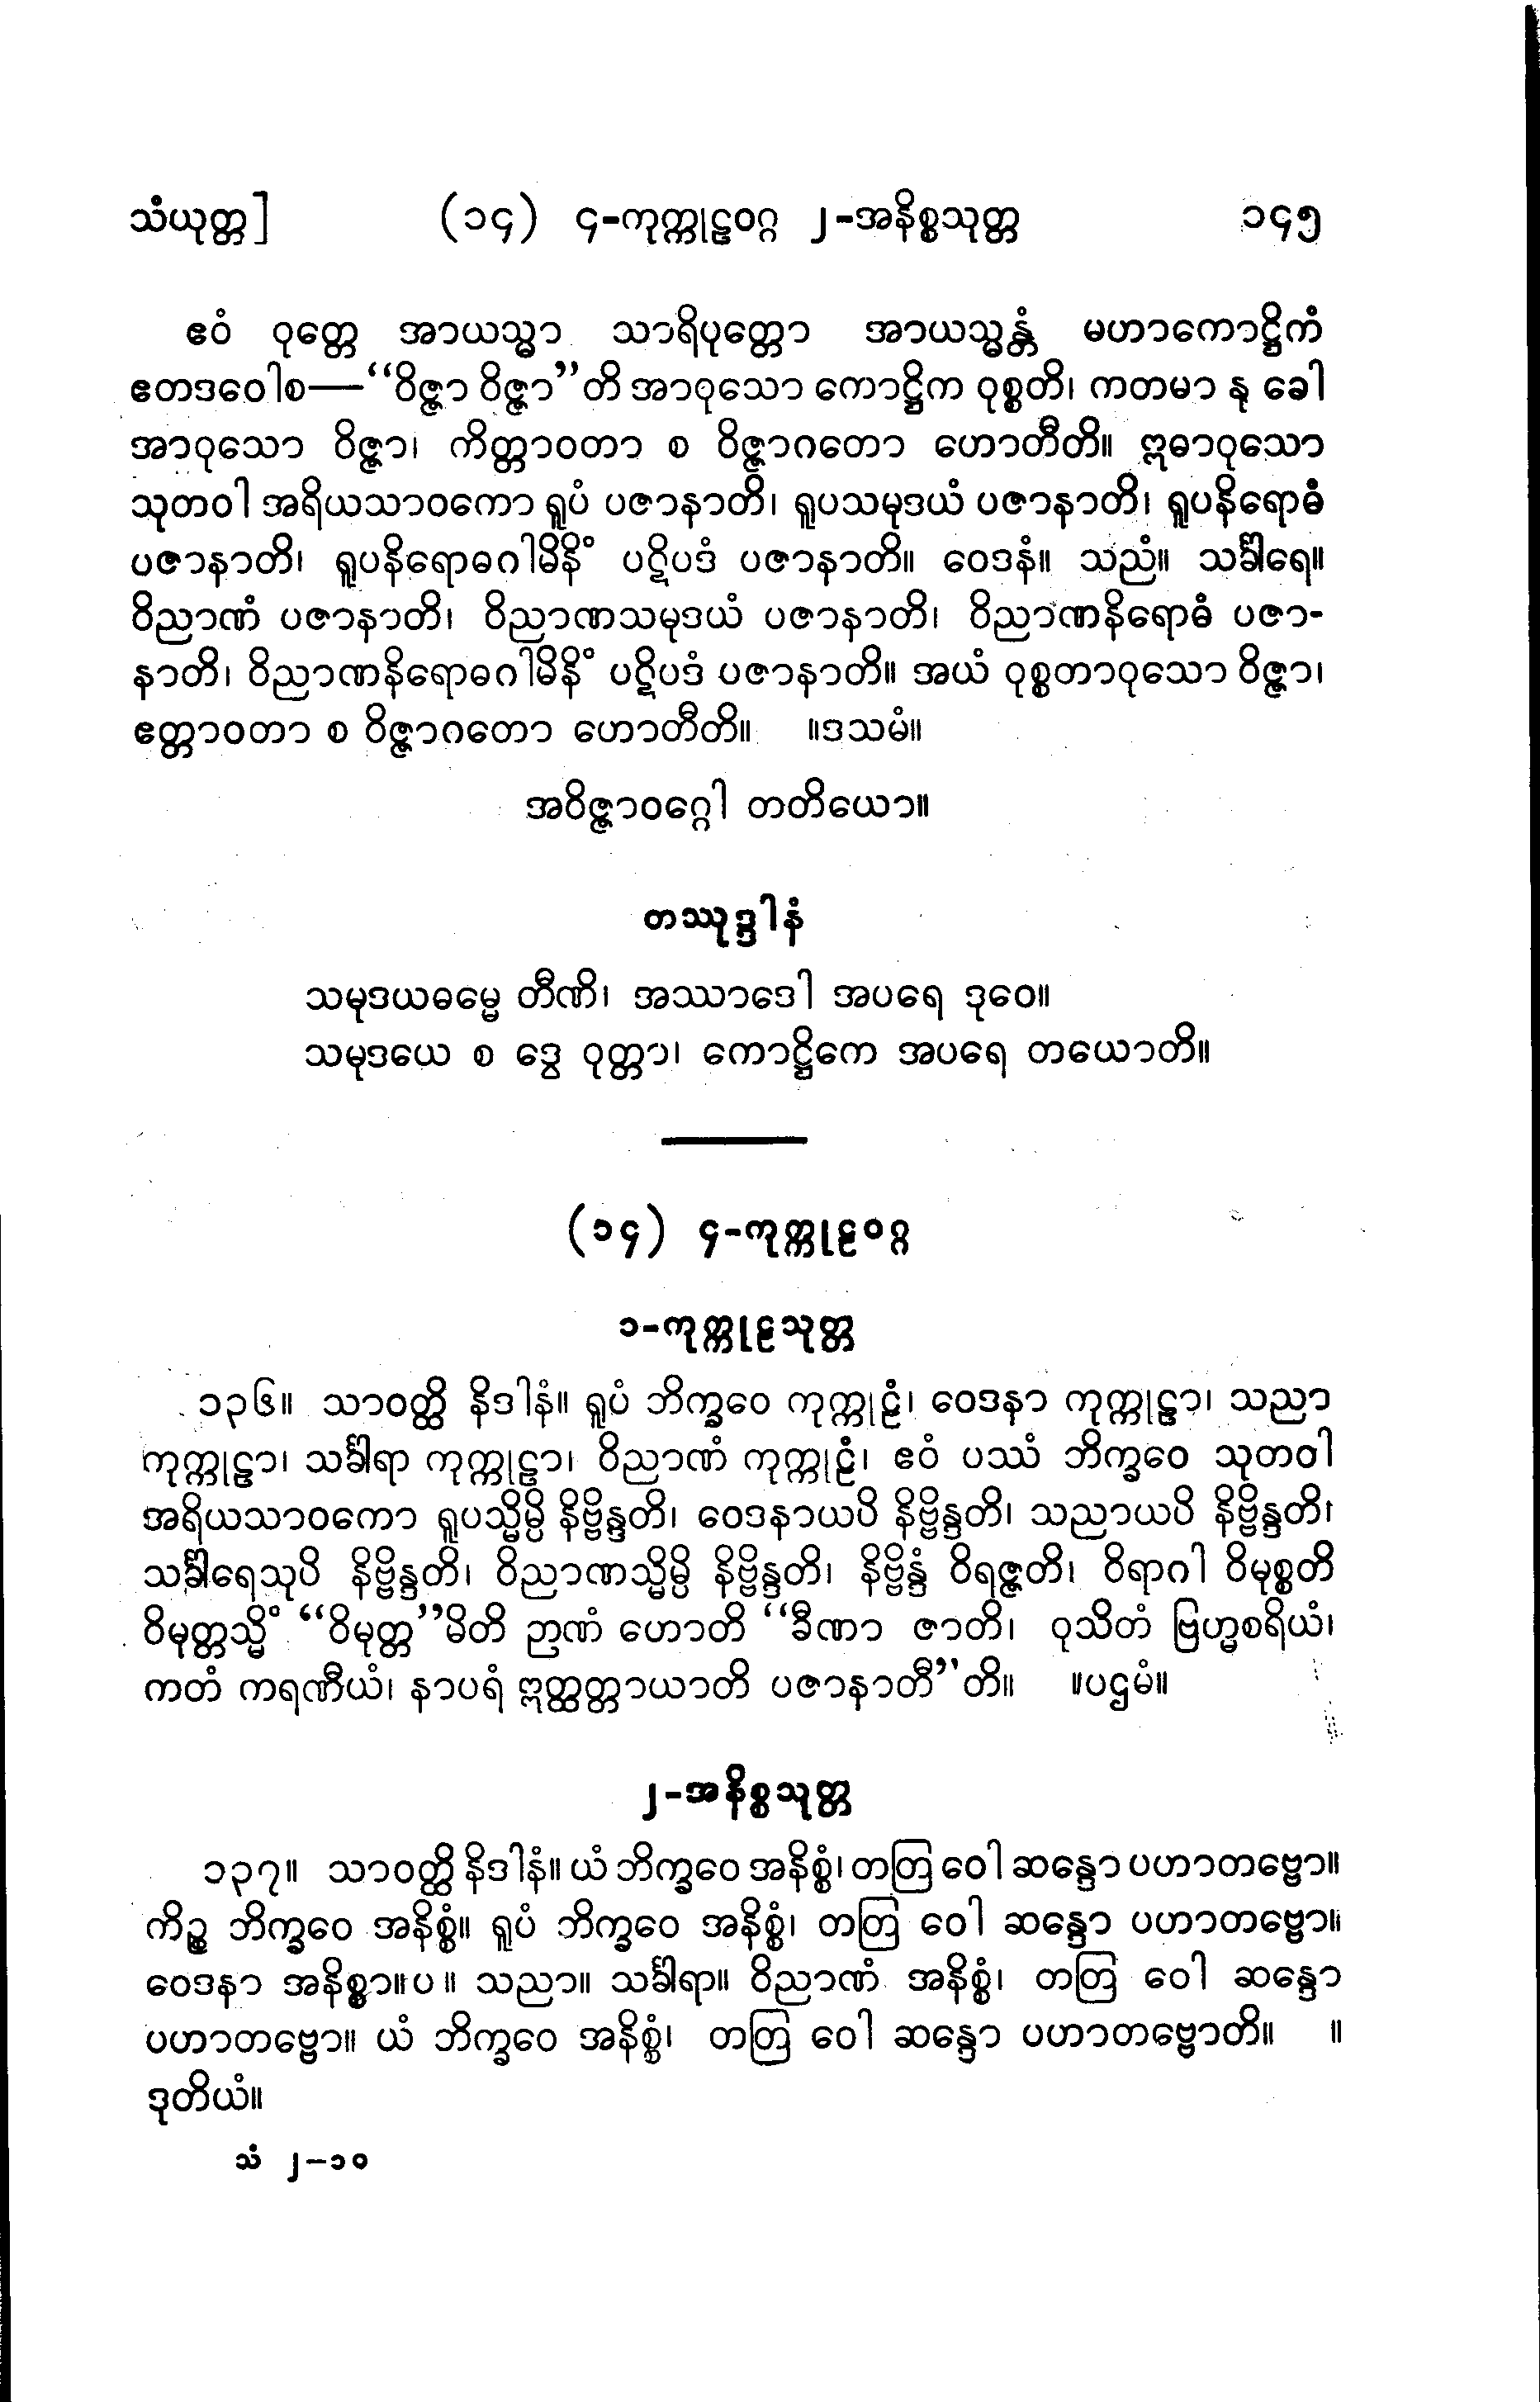 သံယုတ္တ] (၁၄) ၄-ကုက္ကုဠဝဂ္ဂ ၂-အနိစ္စသုတ္တ ၁၄၅
ဧဝံ ဝုတ္တေ အာယသ္မာ သာရိပုတ္တော အာယသ္မန္တံ မဟာကောဋ္ဌိကံ
ဧတဒဝေါစ—“ဝိဇ္ဇာ ဝိဇ္ဇာ”တိ အာဝုသော ကောဋ္ဌိက ဝုစ္စတိ၊ ကတမာ နု ခေါ
အာဝုသော ဝိဇ္ဇာ၊ ကိတ္တာဝတာ စ ဝိဇ္ဇာဂတော ဟောတီတိ။ ဣဓာဝုသော
သုတဝါ အရိယသာဝကော ရူပံ ပဇာနာတိ၊ ရူပသမုဒယံ ပဇာနာတိ၊ ရူပနိရောဓံ
ပဇာနာတိ၊ ရူပနိရောဓဂါမိနိံ ပဋိပဒံ ပဇာနာတိ။ ဝေဒနံ။ သညံ။ သင်္ခါရေ။
ဝိညာဏံ ပဇာနာတိ၊ ဝိညာဏသမုဒယံ ပဇာနာတိ၊ ဝိညာဏနိရောဓံ ပဇာ-
နာတိ၊ ဝိညာဏနိရောဓဂါမိနိံ ပဋိပဒံ ပဇာနာတိ။ အယံ ဝုစ္စတာဝုသော ဝိဇ္ဇာ၊
ဧတ္တာဝတာ စ ဝိဇ္ဇာဂတော ဟောတီတိ။ ။ဒသမံ။
အဝိဇ္ဇာဝဂ္ဂေါ တတိယော။
တဿုဒ္ဒါနံ
သမုဒယဓမ္မေ တီဏိ၊ အဿာဒေါ အပရေ ဒုဝေ။
သမုဒယေ စ ဒွေ ဝုတ္တာ၊ ကောဋ္ဌိကေ အပရေ တယောတိ။
(၁၄) ၄-ကုက္ကုဠဝဂ္ဂ
၁-ကုက္ကုဠသုတ္တ
၁၃၆။ သာဝတ္ထိ နိဒါနံ။ ရူပံ ဘိက္ခဝေ ကုက္ကုဠံ၊ ဝေဒနာ ကုက္ကုဠာ၊ သညာ
ကုက္ကုဠာ၊ သင်္ခါရာ ကုက္ကုဠာ၊ ဝိညာဏံ ကုက္ကုဠံ၊ ဧဝံ ပဿံ ဘိက္ခဝေ သုတဝါ
အရိယသာဝကော ရူပသ္မိမ္ပိ နိဗ္ဗိန္ဒတိ၊ ဝေဒနာယပိ နိဗ္ဗိန္ဒတိ၊ သညာယပိ နိဗ္ဗိန္ဒတိ၊
သင်္ခါရေသုပိ နိဗ္ဗိန္ဒတိ၊ ဝိညာဏသ္မိမ္ပိ နိဗ္ဗိန္ဒတိ၊ နိဗ္ဗိန္ဒံ ဝိရဇ္ဇတိ၊ ဝိရာဂါ ဝိမုစ္စတိ
ဝိမုတ္တသ္မိံ “ဝိမုတ္တ”မိတိ ဉာဏံ ဟောတိ “ခီဏာ ဇာတိ၊ ဝုသိတံ ဗြဟ္မစရိယံ၊
ကတံ ကရဏီယံ၊ နာပရံ ဣတ္ထတ္တာယာတိ ပဇာနာတီ”တိ။ ။ပဌမံ။
၂-အနိစ္စသုတ္တ
၁၃၇။ သာဝတ္ထိ နိဒါနံ။ ယံ ဘိက္ခဝေ အနိစ္စံ၊ တတြ ဝေါ ဆန္ဒော ပဟာတဗ္ဗော။
ကိဉ္စ ဘိက္ခဝေ အနိစ္စံ။ ရူပံ ဘိက္ခဝေ အနိစ္စံ၊ တတြ ဝေါ ဆန္ဒော ပဟာတဗ္ဗော။
ဝေဒနာ အနိစ္စာ။ပ။ သညာ။ သင်္ခါရာ။ ဝိညာဏံ အနိစ္စံ၊ တတြ ဝေါ ဆန္ဒော
ပဟာတဗ္ဗော။ ယံ ဘိက္ခဝေ အနိစ္စံ၊ တတြ ဝေါ ဆန္ဒော ပဟာတဗ္ဗောတိ။ ။
ဒုတိယံ။
သံ ၂–၁၀